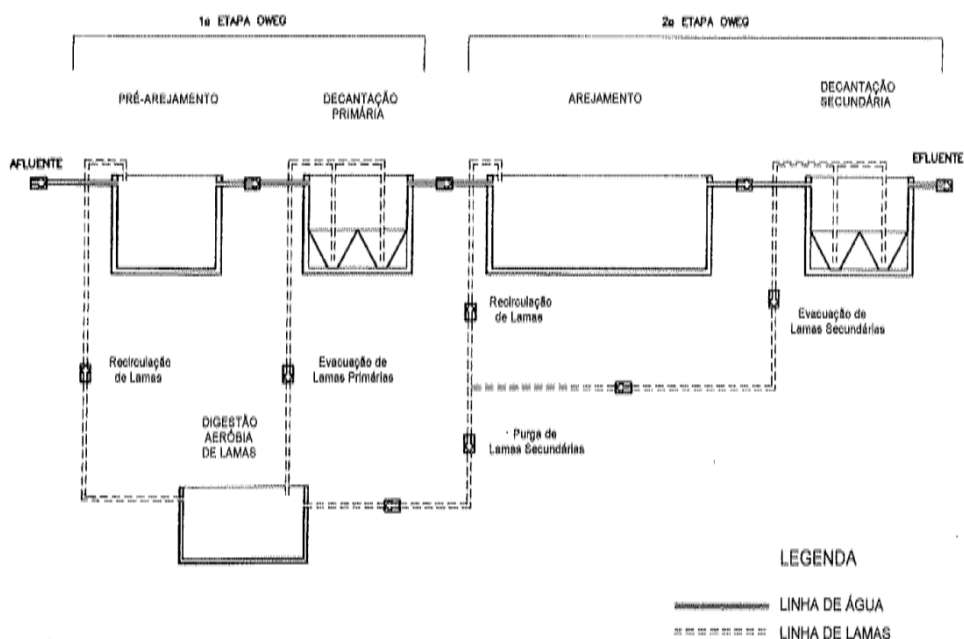 1a ETAPA OWEG
2a ETAPA OWEG
PRÉ-AREJAMENTO
DECANTAÇÃO
PRIMÁRIA
AREJAMENTO
DECANTAÇÃO
SECUNDÁRIA
AFLUENTE
EFLUENTE
Recirculação
de Lamas
Evacuação de
Lamas Primárias
Recirculação
de Lamas
Evacuação de
Lamas Secundárias
DIGESTÃO
AERÓBIA
DE LAMAS
Purga de
Lamas Secundárias
LEGENDA
LINHA DE ÁGUA
LINHA DE LAMAS